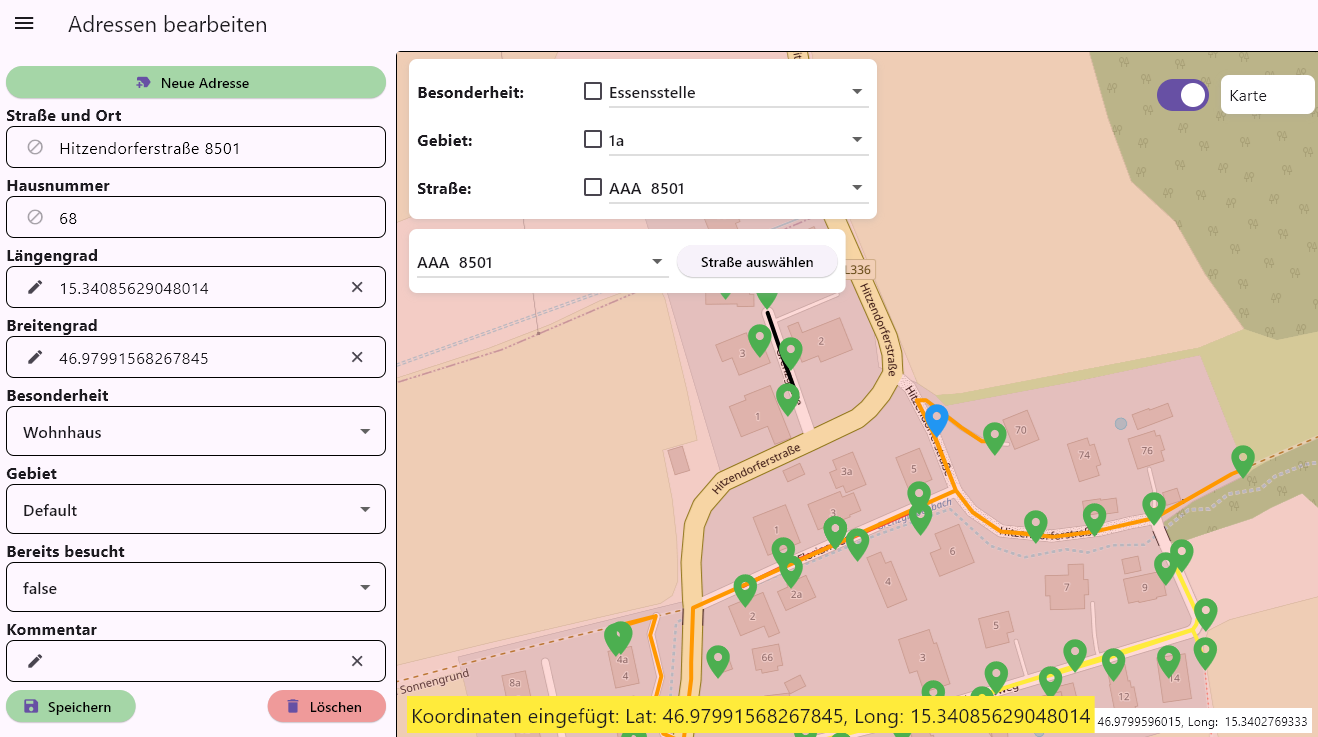 Adressen bearbeiten
Neue Adresse
Straße und Ort
Hitzendorferstraße 8501
Hausnummer
68
Längengrad
15.34085629048014
Breitengrad
46.97991568267845
Besonderheit
Wohnhaus
Gebiet
Default
Bereits besucht
false
Kommentar
Speichern
Löschen
Besonderheit:
Essensstelle
Gebiet:
1a
Straße:
AAA 8501
AAA 8501
Straße auswählen
Karte
L336
Hitzendorferstraße
2
3
1
Hitzendorferstraße
70
74
76
Hitzendorferstraße
3a
5
3
1
6
4
2a
2
Hitzendorferstraße
7
9
5
3
66
4a
4
8a
Sonnengrund
12
14
Koordinaten eingefügt: Lat: 46.97991568267845, Long: 15.34085629048014
46.9799596015, Long: 15.3402769333